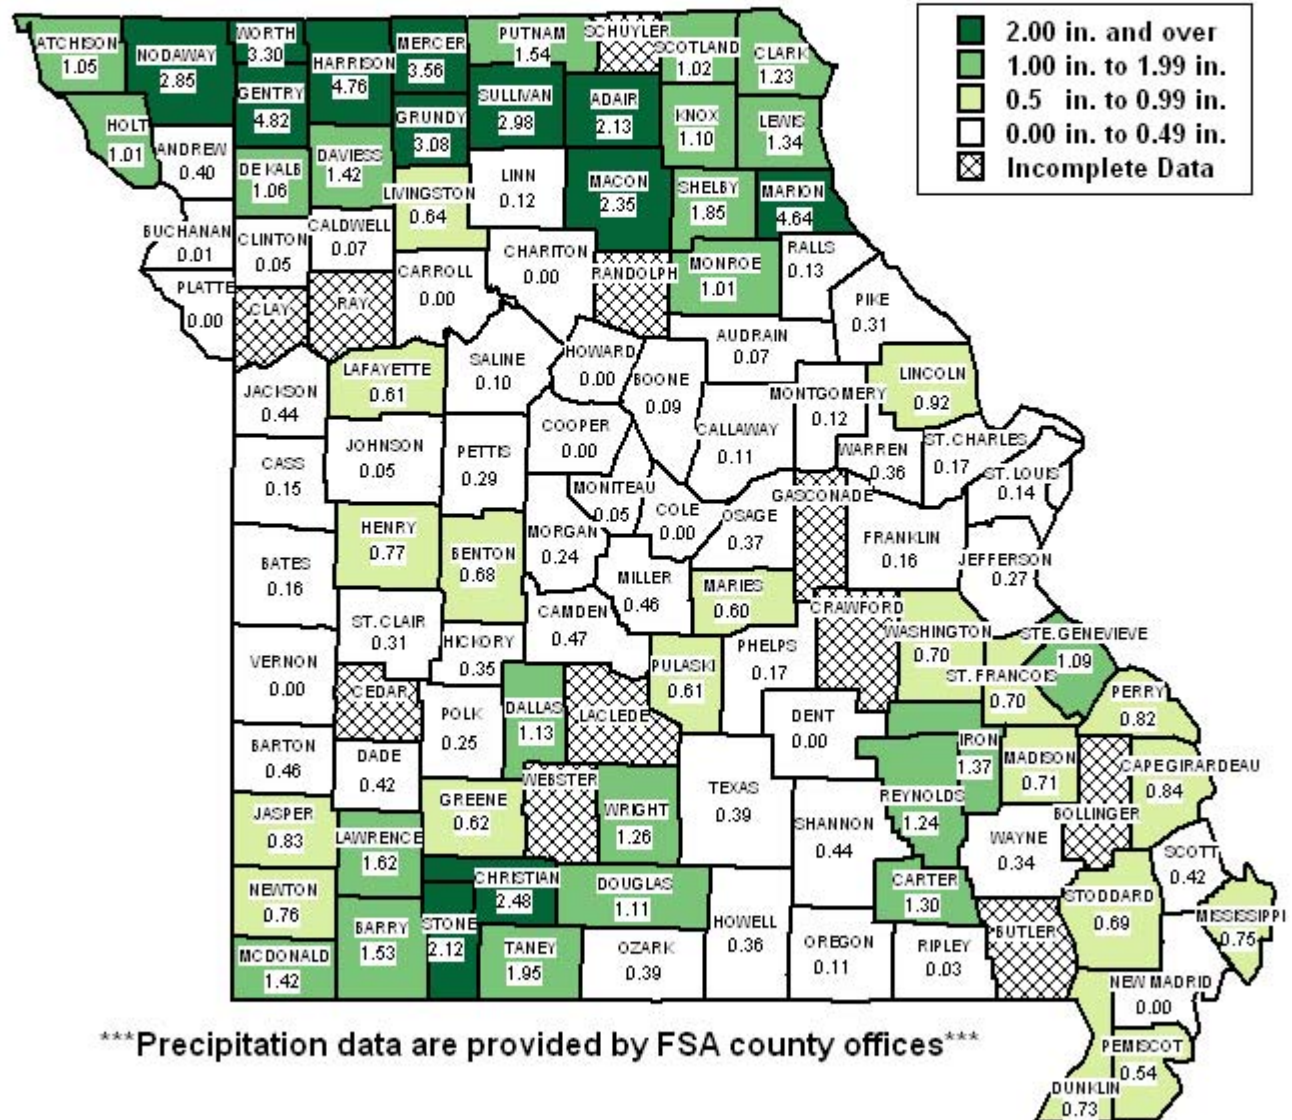 2.00 in. and over
1.00 in. to 1.99 in.
0.5 in. to 0.99 in.
0.00 in. to 0.49 in.
Incomplete Data
ATCHISON
1.05
NODAWAY
2.85
WORTH
3.30
HARRISON
4.76
MERCER
3.56
PUTNAM
1.54
SCHUYLER
SCOTLAND
1.02
CLARK
1.23
HOLT
1.01
ANDREW
0.40
GENTRY
4.82
DE KALB
1.06
DAVIESS
1.42
GRUNDY
3.08
SULLIVAN
2.98
ADAIR
2.13
KNOX
1.10
LEWIS
1.34
LIVINGSTON
0.64
LINN
0.12
MACON
2.35
SHELBY
1.85
MARION
4.64
BUCHANAN
0.01
CLINTON
0.05
CALDWELL
0.07
CARROLL
0.00
CHARITON
0.00
RANDOLPH
MONROE
1.01
RALLS
0.13
PLATTE
0.00
CLAY
RAY
PIKE
0.31
AUDRAIN
0.07
JACKSON
0.44
LAFAYETTE
0.61
SALINE
0.10
HOWARD
0.00
BOONE
0.09
MONTGOMERY
0.12
LINCOLN
0.92
CASS
0.15
JOHNSON
0.05
PETTIS
0.29
COOPER
0.00
CALLAWAY
0.11
WARREN
0.36
ST. CHARLES
0.17
ST. LOUIS
0.14
MONITEAU
0.05
COLE
0.00
OSAGE
0.37
GASCONADE
FRANKLIN
0.16
JEFFERSON
0.27
BATES
0.16
HENRY
0.77
BENTON
0.68
MORGAN
0.24
MILLER
0.46
MARIES
0.60
CRAWFORD
WASHINGTON
0.70
STE. GENEVIEVE
1.09
ST. CLAIR
0.31
HICKORY
0.35
CAMDEN
0.47
PULASKI
0.61
PHELPS
0.17
ST. FRANCOIS
0.70
PERRY
0.82
VERNON
0.00
CEDAR
POLK
0.25
DALLAS
1.13
LACLEDE
DENT
0.00
IRON
1.37
MADISON
0.71
CAPE GIRARDEAU
0.84
BARTON
0.46
DADE
0.42
GREENE
0.62
WEBSTER
WRIGHT
1.26
TEXAS
0.39
SHANNON
0.44
REYNOLDS
1.24
WAYNE
0.34
BOLLINGER
SCOTT
0.42
JASPER
0.83
LAWRENCE
1.62
CHRISTIAN
2.48
DOUGLAS
1.11
CARTER
1.30
STODDARD
0.69
MISSISSIPPI
0.75
NEWTON
0.76
BARRY
1.53
STONE
2.12
TANEY
1.95
OZARK
0.39
HOWELL
0.36
OREGON
0.11
RIPLEY
0.03
BUTLER
MCDONALD
1.42
NEW MADRID
0.00
PEMISCOT
0.54
DUNKLIN
0.73
***Precipitation data are provided by FSA county offices***